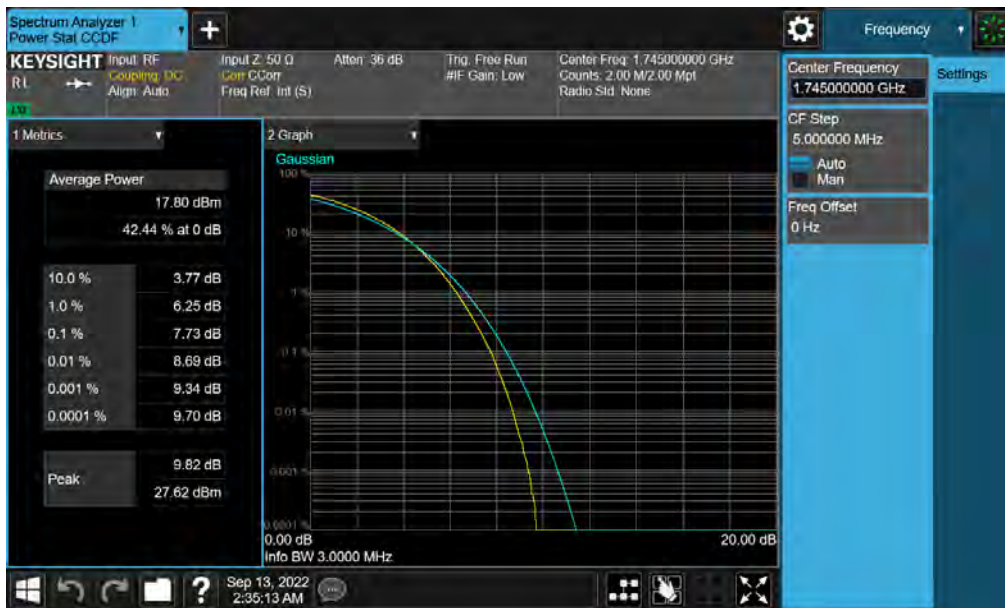 Spectrum Analyzer 1
Power Stat CCDF
Frequency
KEYSIGHT
RL
Input: RF
Coupling: DC
Align: Auto
Input Z: 50 Ω
Corr CCorr
Freq Ref: Int (S)
Atten: 36 dB
Trig: Free Run
#IF Gain: Low
Center Freq: 1.745000000 GHz
Counts: 2.00 M/2.00 Mpt
Radio Std: None
LXI
Center Frequency
1.745000000 GHz
Settings
CF Step
5.000000 MHz
Auto
Man
Freq Offset
0 Hz
1 Metrics
Average Power
17.80 dBm
42.44 % at 0 dB
10.0 % 3.77 dB
1.0 % 6.25 dB
0.1 % 7.73 dB
0.01 % 8.69 dB
0.001 % 9.34 dB
0.0001 % 9.70 dB
Peak
9.82 dB
27.62 dBm
2 Graph
Gaussian
100 %
10 %
1 %
0.1 %
0.01 %
0.001 %
0.0001 %
0.00 dB 20.00 dB
Info BW 3.0000 MHz
?
Sep 13, 2022
2:35:13 AM